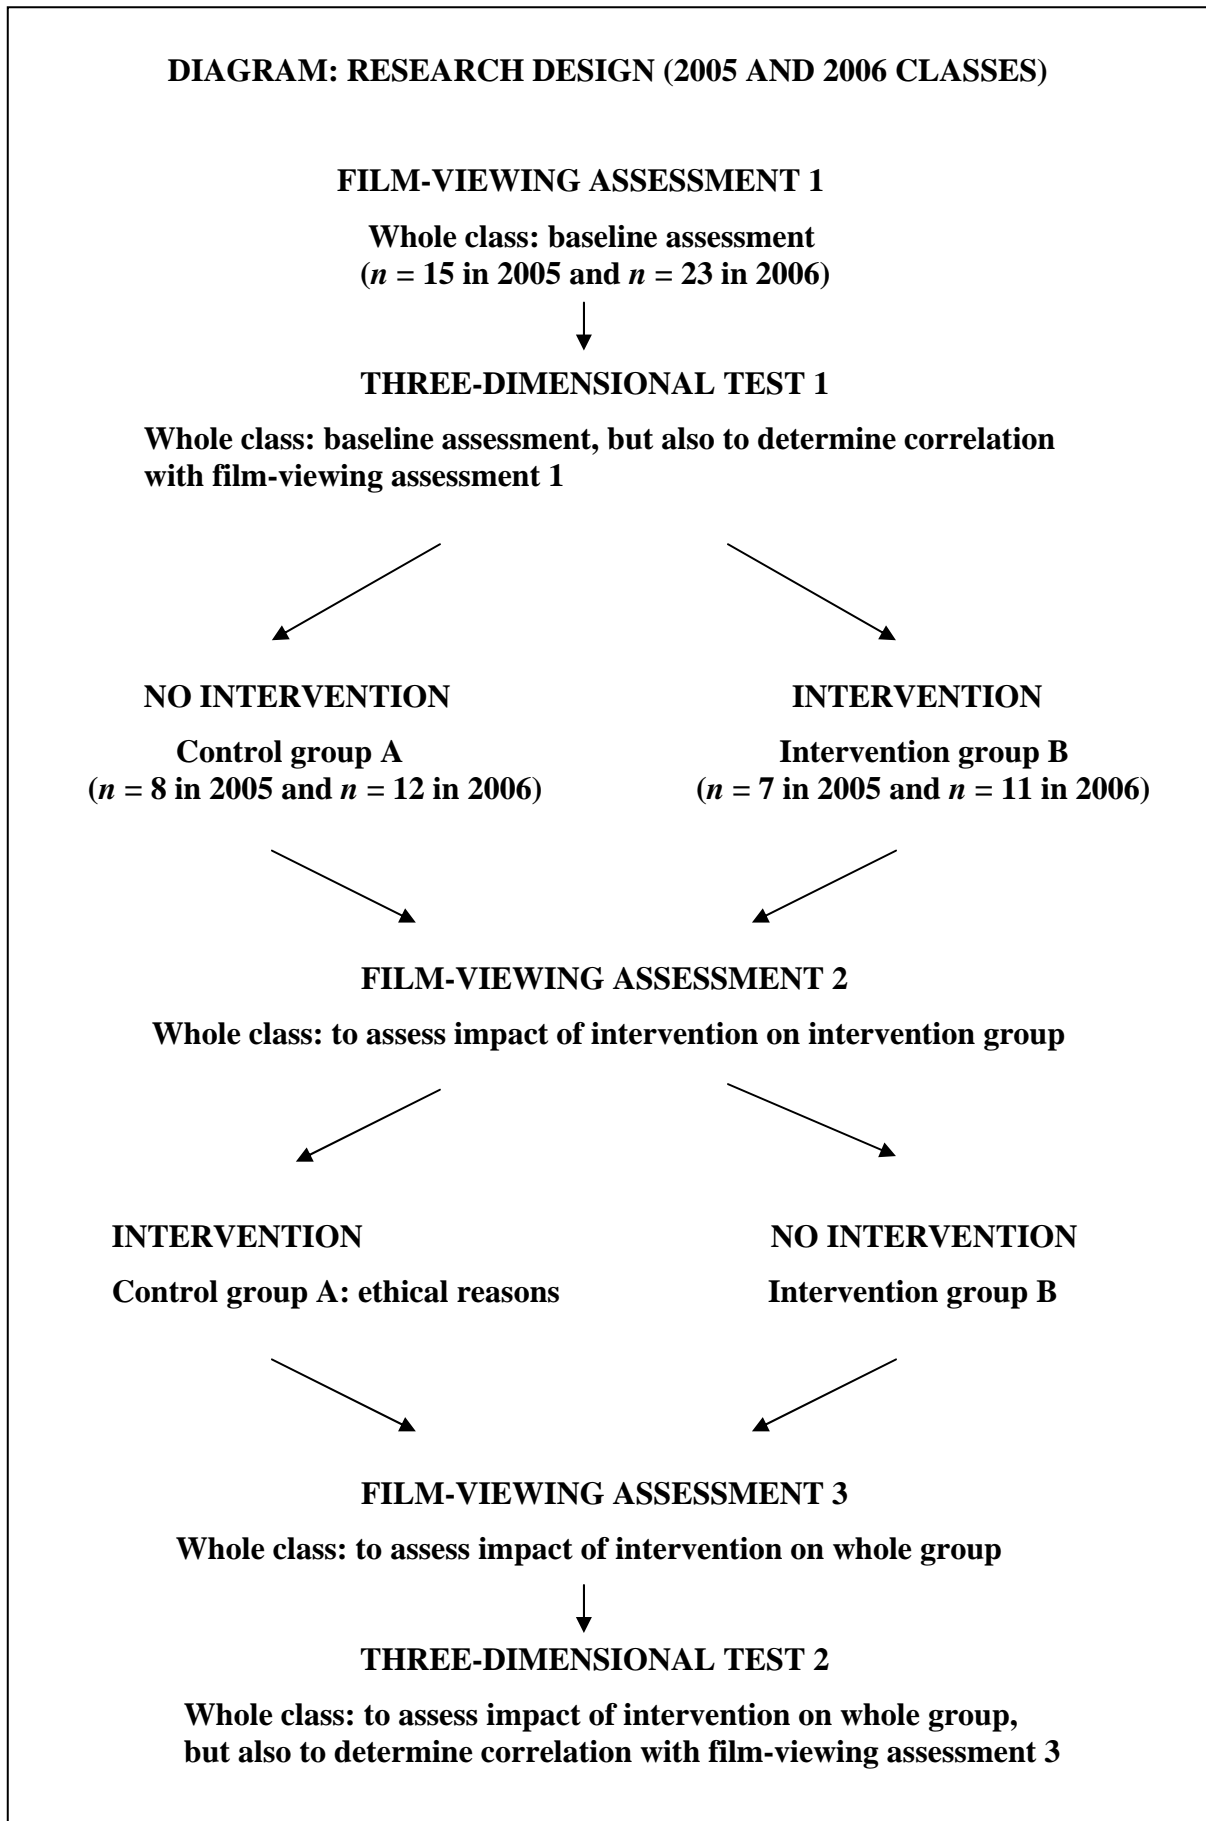 DIAGRAM: RESEARCH DESIGN (2005 AND 2006 CLASSES)
FILM-VIEWING ASSESSMENT 1
Whole class: baseline assessment
(n = 15 in 2005 and n = 23 in 2006)
THREE-DIMENSIONAL TEST 1
Whole class: baseline assessment, but also to determine correlation
with film-viewing assessment 1
NO INTERVENTION
Control group A
(n = 8 in 2005 and n = 12 in 2006)
INTERVENTION
Intervention group B
(n = 7 in 2005 and n = 11 in 2006)
FILM-VIEWING ASSESSMENT 2
Whole class: to assess impact of intervention on intervention group
INTERVENTION
Control group A: ethical reasons
NO INTERVENTION
Intervention group B
FILM-VIEWING ASSESSMENT 3
Whole class: to assess impact of intervention on whole group
THREE-DIMENSIONAL TEST 2
Whole class: to assess impact of intervention on whole group,
but also to determine correlation with film-viewing assessment 3